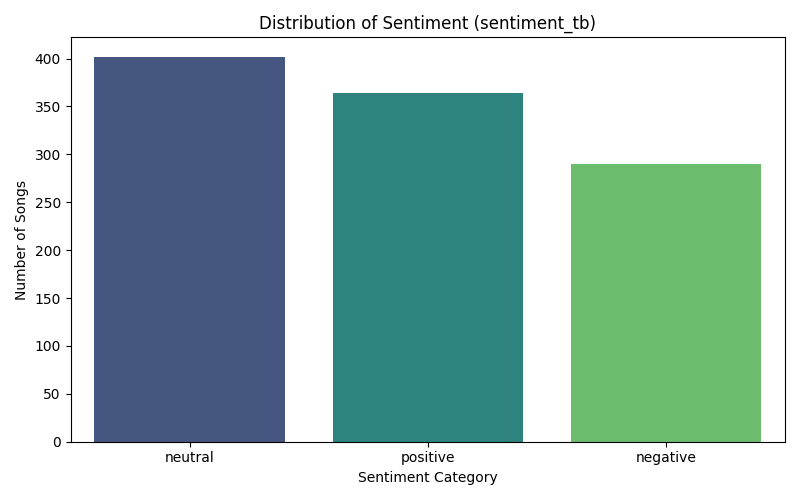 Distribution of Sentiment (sentiment_tb)
Number of Songs
400
350
300
250
200
150
100
50
0
neutral positive negative
Sentiment Category